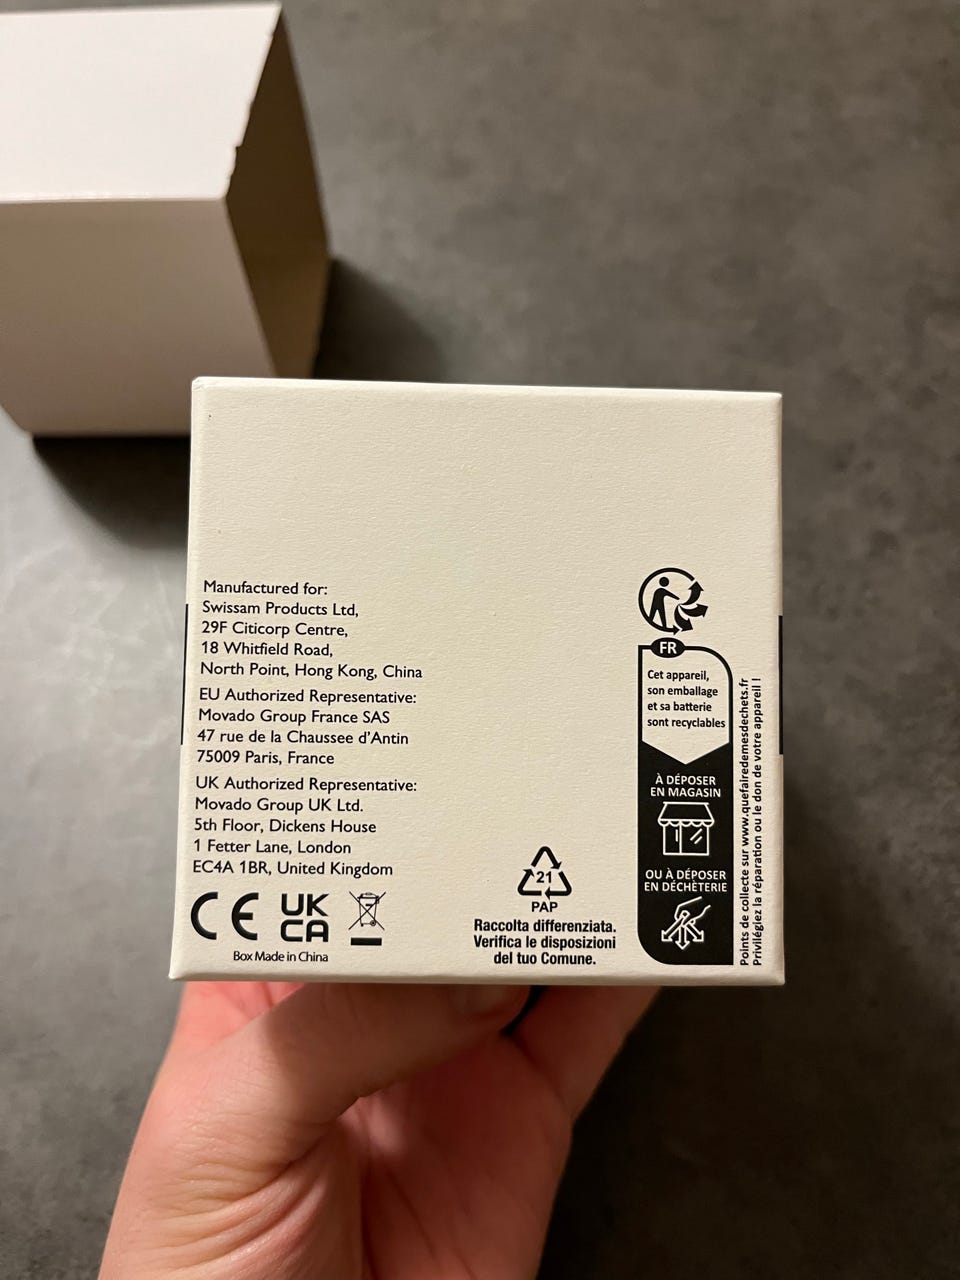 Manufactured for:
Swissam Products Ltd,
29F Citicorp Centre,
18 Whitfield Road,
North Point, Hong Kong, China
EU Authorized Representative:
Movado Group France SAS
47 rue de la Chaussee d'Antin
75009 Paris, France
UK Authorized Representative:
Movado Group UK Ltd.
5th Floor, Dickens House
1 Fetter Lane, London
EC4A 1BR, United Kingdom
CE
UK
CA
Box Made in China
21
PAP
Raccolta differenziata.
Verifica le disposizioni
del tuo Comune.
FR
Cet appareil,
son emballage
et sa batterie
sont recyclables
À DÉPOSER
EN MAGASIN
OU À DÉPOSER
EN DÉCHÈTERIE
Points de collecte sur www.quefairedemesdechets.fr
Privilégiez la réparation ou le don de votre appareil !